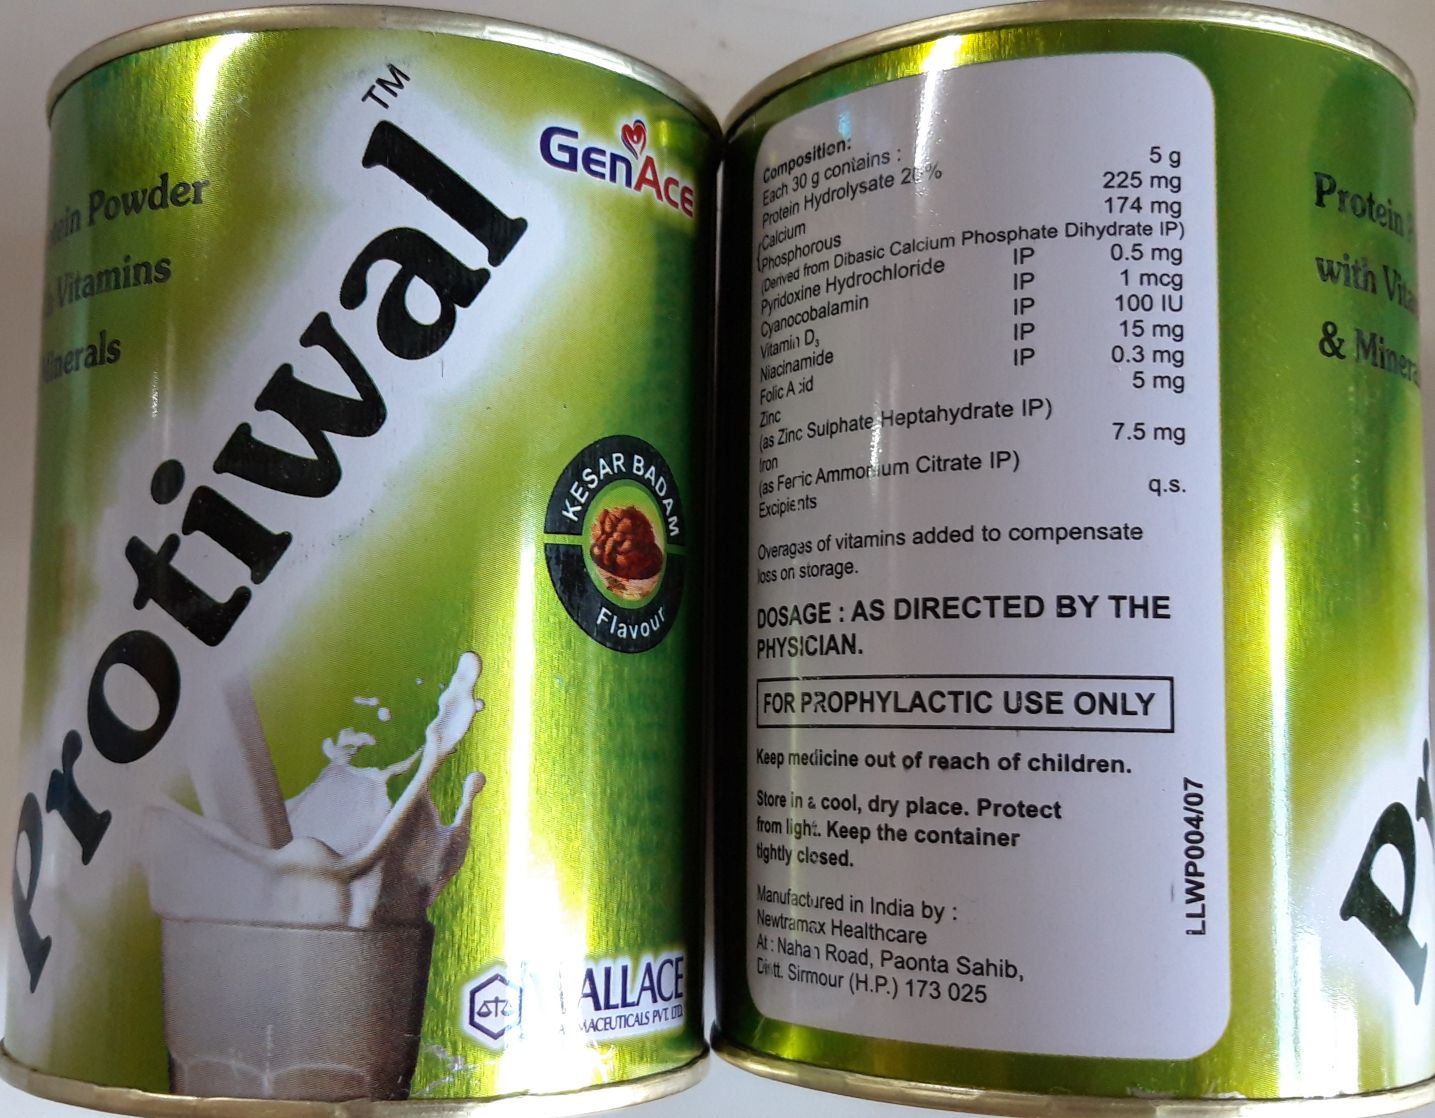 Protiwal TM
GenAce
Powder
Vitamins
KESAR BADAM
Flavour
Composition:
Each 30 g contains :
Protein Hydrolysate 20% 5 g
Calcium 225 mg
Phosphorous 174 mg
(Derived from Dibasic Calcium Phosphate Dihydrate IP)
Pyridoxine Hydrochloride IP 0.5 mg
Cyanocobalamin IP 1 mcg
Vitamin D3 IP 100 IU
Niacinamide IP 15 mg
Folic Acid IP 0.3 mg
Zinc 5 mg
(as Zinc Sulphate Heptahydrate IP)
Iron 7.5 mg
(as Ferric Ammonium Citrate IP)
Excipients q.s.
Overages of vitamins added to compensate
loss on storage.
DOSAGE : AS DIRECTED BY THE
PHYSICIAN.
FOR PROPHYLACTIC USE ONLY
Keep medicine out of reach of children.
Store in a cool, dry place. Protect
from light. Keep the container
tightly closed.
Manufactured in India by :
Newtramax Healthcare
At : Nahan Road, Paonta Sahib,
Distt. Sirmour (H.P.) 173 025
LLWP004/07
Protein
with
&